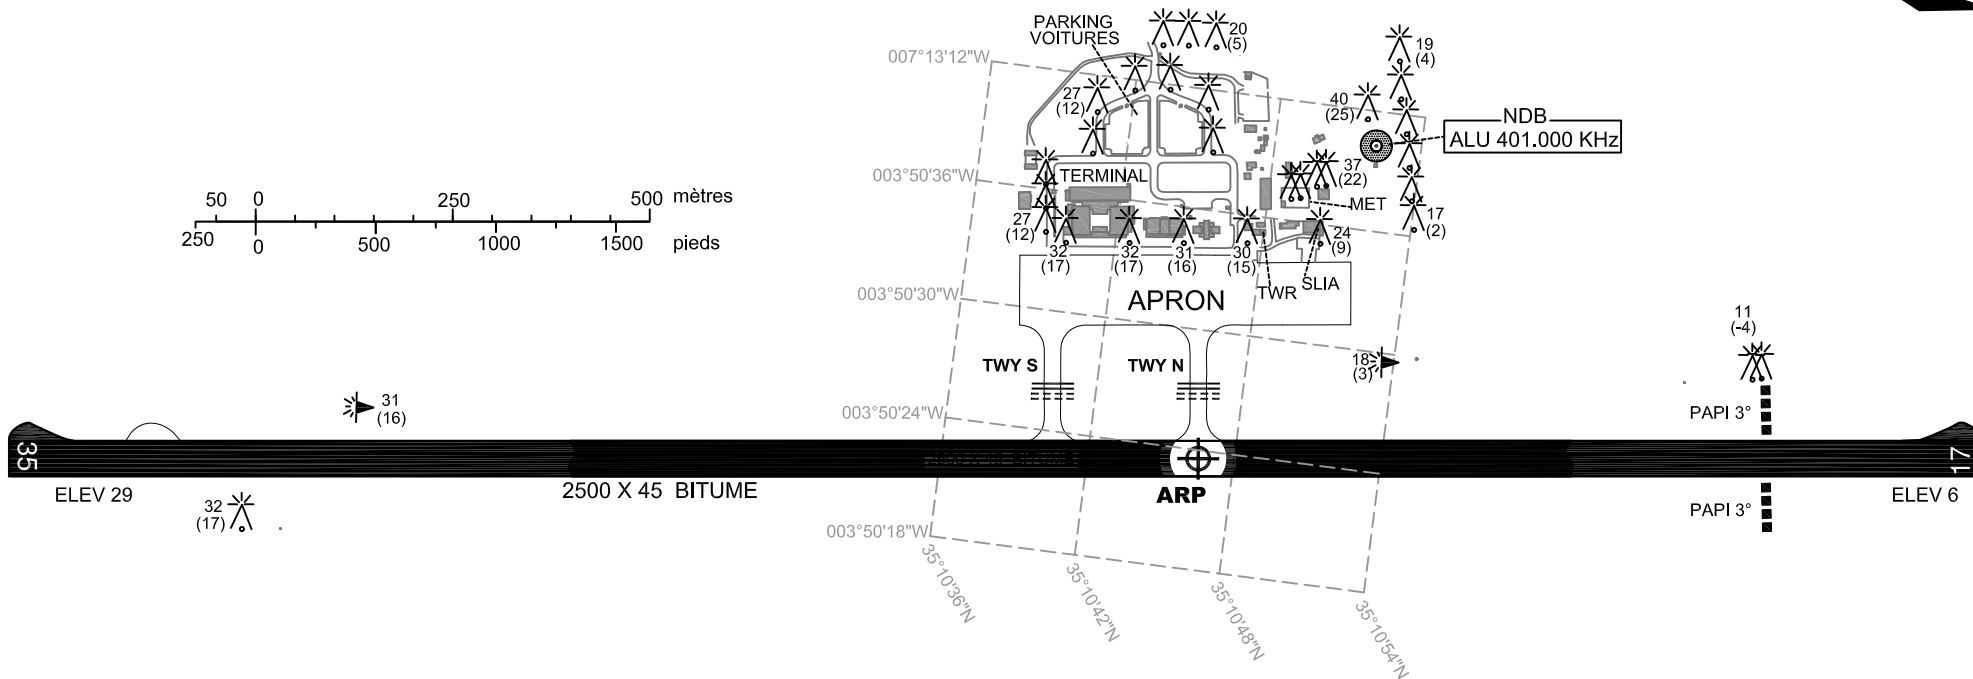 PARKING
VOITURES
20
(5)
19
(4)
007°13'12"W
27
(12)
40
(25)
NDB
ALU 401.000 KHz
003°50'36"W
TERMINAL
37
(22)
MET
50 0 250 500 mètres
250 0 500 1000 1500 pieds
27
(12)
17
(2)
32
(17)
32
(17)
31
(16)
30
(15)
24
(9)
TWR
SLIA
003°50'30"W
APRON
11
(-4)
TWY S
TWY N
18
(3)
31
(16)
003°50'24"W
PAPI 3°
35
17
ELEV 29
32
(17)
2500 X 45 BITUME
ARP
PAPI 3°
ELEV 6
003°50'18"W
35°10'36"N
35°10'42"N
35°10'48"N
35°10'54"N